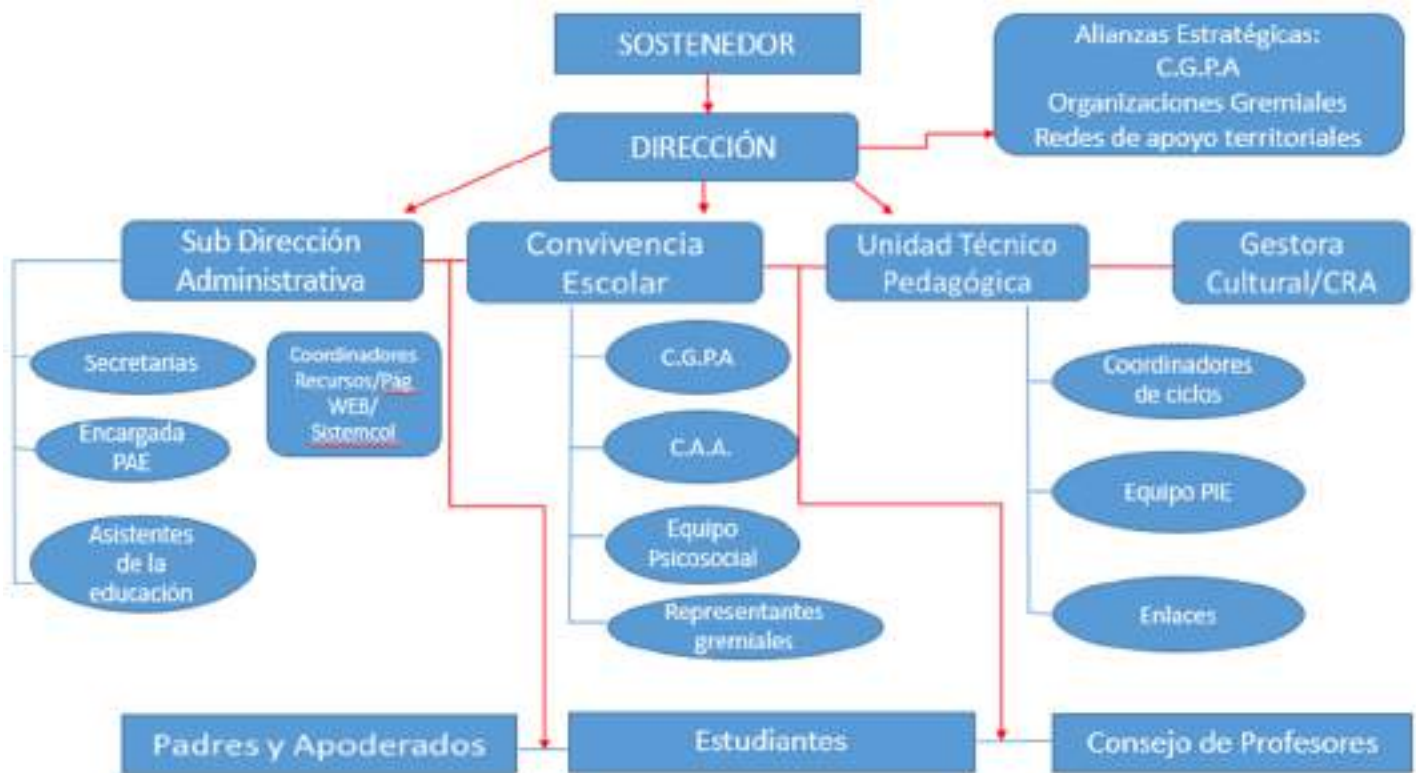 SOSTENEDOR
Alianzas Estratégicas:
C.G.P.A
Organizaciones Gremiales
Redes de apoyo territoriales
DIRECCIÓN
Sub Dirección
Administrativa
Convivencia
Escolar
Unidad Técnico
Pedagógica
Gestora
Cultural/CRA
Secretarias
Coordinadores
Recursos/Pág
WEB/
Sistemcol
C.G.P.A
Coordinadores
de ciclos
Encargada
PAE
C.A.A.
Equipo PIE
Asistentes
de la
educación
Equipo
Psicosocial
Representantes
gremiales
Enlaces
Padres y Apoderados
Estudiantes
Consejo de Profesores